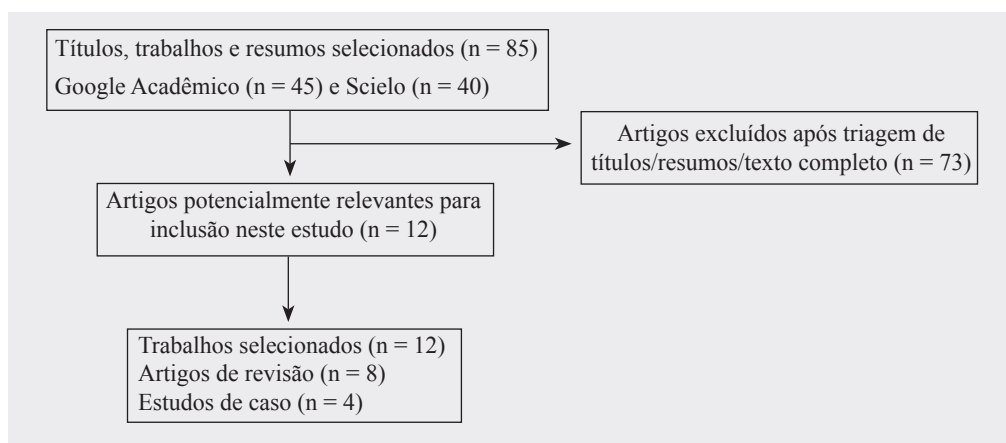 Títulos, trabalhos e resumos selecionados (n = 85)
Google Acadêmico (n = 45) e Scielo (n = 40)
Artigos excluídos após triagem de
títulos/resumos/texto completo (n = 73)
Artigos potencialmente relevantes para
inclusão neste estudo (n = 12)
Trabalhos selecionados (n = 12)
Artigos de revisão (n = 8)
Estudos de caso (n = 4)